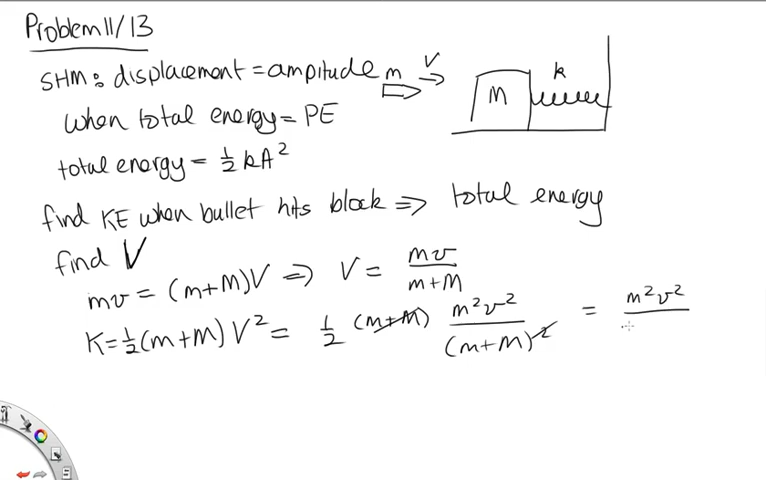 Problem 11/13
SHM: displacement = ampitude
m v
M k
when total energy = PE
total energy = ½kA²
find KE when bullet hits block ⇒ total energy
find V
mv = (m+M)V ⇒ V = mv/(m+M)
K = ½(m+M)V² = ½ (m+M) m²v²/(m+M)² = m²v²/